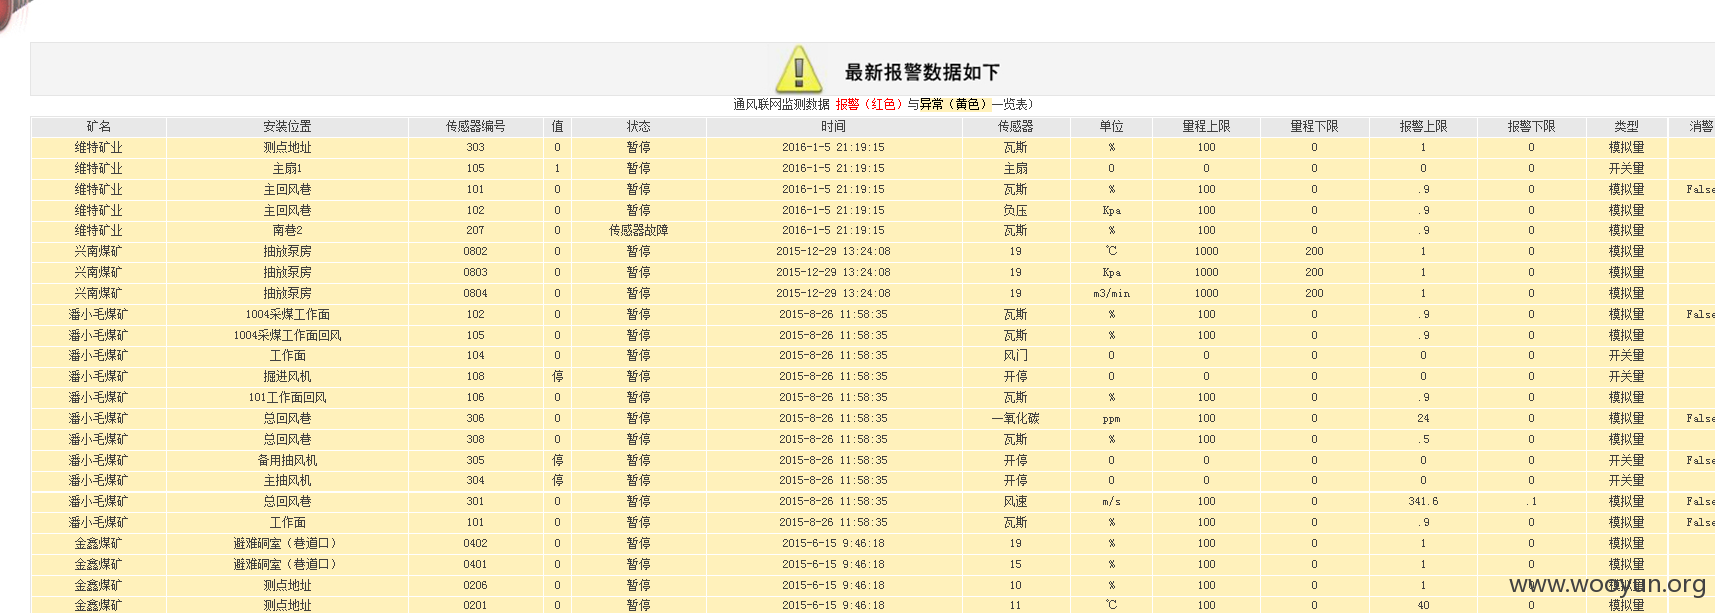 最新报警数据如下
通风联网监测数据 报警（红色）与异常（黄色）一览表）
矿名 安装位置 传感器编号 值 状态 时间 传感器 单位 量程上限 量程下限 报警上限 报警下限 类型 消警
维特矿业 测点地址 303 0 暂停 2016-1-5 21:19:15 瓦斯 % 100 0 1 0 模拟量
维特矿业 主扇1 105 1 暂停 2016-1-5 21:19:15 主扇 0 0 0 0 0 开关量
维特矿业 主回风巷 101 0 暂停 2016-1-5 21:19:15 瓦斯 % 100 0 .9 0 模拟量 False
维特矿业 主回风巷 102 0 暂停 2016-1-5 21:19:15 负压 Kpa 100 0 .9 0 模拟量
维特矿业 南巷2 207 0 传感器故障 2016-1-5 21:19:15 瓦斯 % 100 0 .9 0 模拟量
兴南煤矿 抽放泵房 0802 0 暂停 2015-12-29 13:24:08 19 ℃ 1000 200 1 0 模拟量
兴南煤矿 抽放泵房 0803 0 暂停 2015-12-29 13:24:08 19 Kpa 1000 200 1 0 模拟量
兴南煤矿 抽放泵房 0804 0 暂停 2015-12-29 13:24:08 19 m3/min 1000 200 1 0 模拟量
潘小毛煤矿 1004采煤工作面 102 0 暂停 2015-8-26 11:58:35 瓦斯 % 100 0 .9 0 模拟量 False
潘小毛煤矿 1004采煤工作面回风 105 0 暂停 2015-8-26 11:58:35 瓦斯 % 100 0 .9 0 模拟量
潘小毛煤矿 工作面 104 0 暂停 2015-8-26 11:58:35 风门 0 0 0 0 0 开关量
潘小毛煤矿 掘进风机 108 停 暂停 2015-8-26 11:58:35 开停 0 0 0 0 0 开关量
潘小毛煤矿 101工作面回风 106 0 暂停 2015-8-26 11:58:35 瓦斯 % 100 0 .9 0 模拟量
潘小毛煤矿 总回风巷 306 0 暂停 2015-8-26 11:58:35 一氧化碳 ppm 100 0 24 0 模拟量 False
潘小毛煤矿 总回风巷 308 0 暂停 2015-8-26 11:58:35 瓦斯 % 100 0 .5 0 模拟量
潘小毛煤矿 备用抽风机 305 停 暂停 2015-8-26 11:58:35 开停 0 0 0 0 0 开关量 False
潘小毛煤矿 主抽风机 304 停 暂停 2015-8-26 11:58:35 开停 0 0 0 0 0 开关量
潘小毛煤矿 总回风巷 301 0 暂停 2015-8-26 11:58:35 风速 m/s 100 0 341.6 .1 模拟量 False
潘小毛煤矿 工作面 101 0 暂停 2015-8-26 11:58:35 瓦斯 % 100 0 .9 0 模拟量 False
金鑫煤矿 避难硐室（巷道口） 0402 0 暂停 2015-6-15 9:46:18 19 % 100 0 1 0 模拟量
金鑫煤矿 避难硐室（巷道口） 0401 0 暂停 2015-6-15 9:46:18 15 % 100 0 1 0 模拟量
金鑫煤矿 测点地址 0206 0 暂停 2015-6-15 9:46:18 10 % 100 0 1 0 模拟量
金鑫煤矿 测点地址 0201 0 暂停 2015-6-15 9:46:18 11 ℃ 100 0 40 0 模拟量
www.wooyun.org